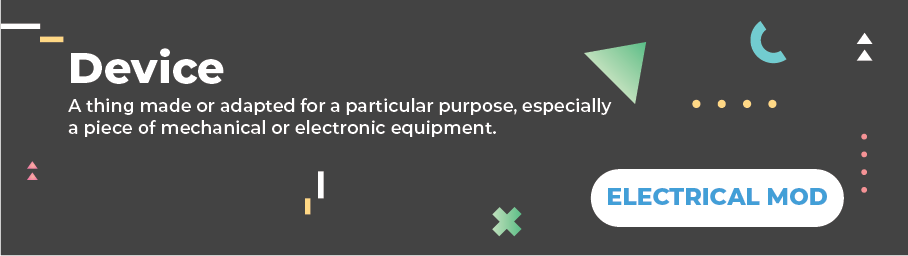 Device
A thing made or adapted for a particular purpose, especially
a piece of mechanical or electronic equipment.
ELECTRICAL MOD